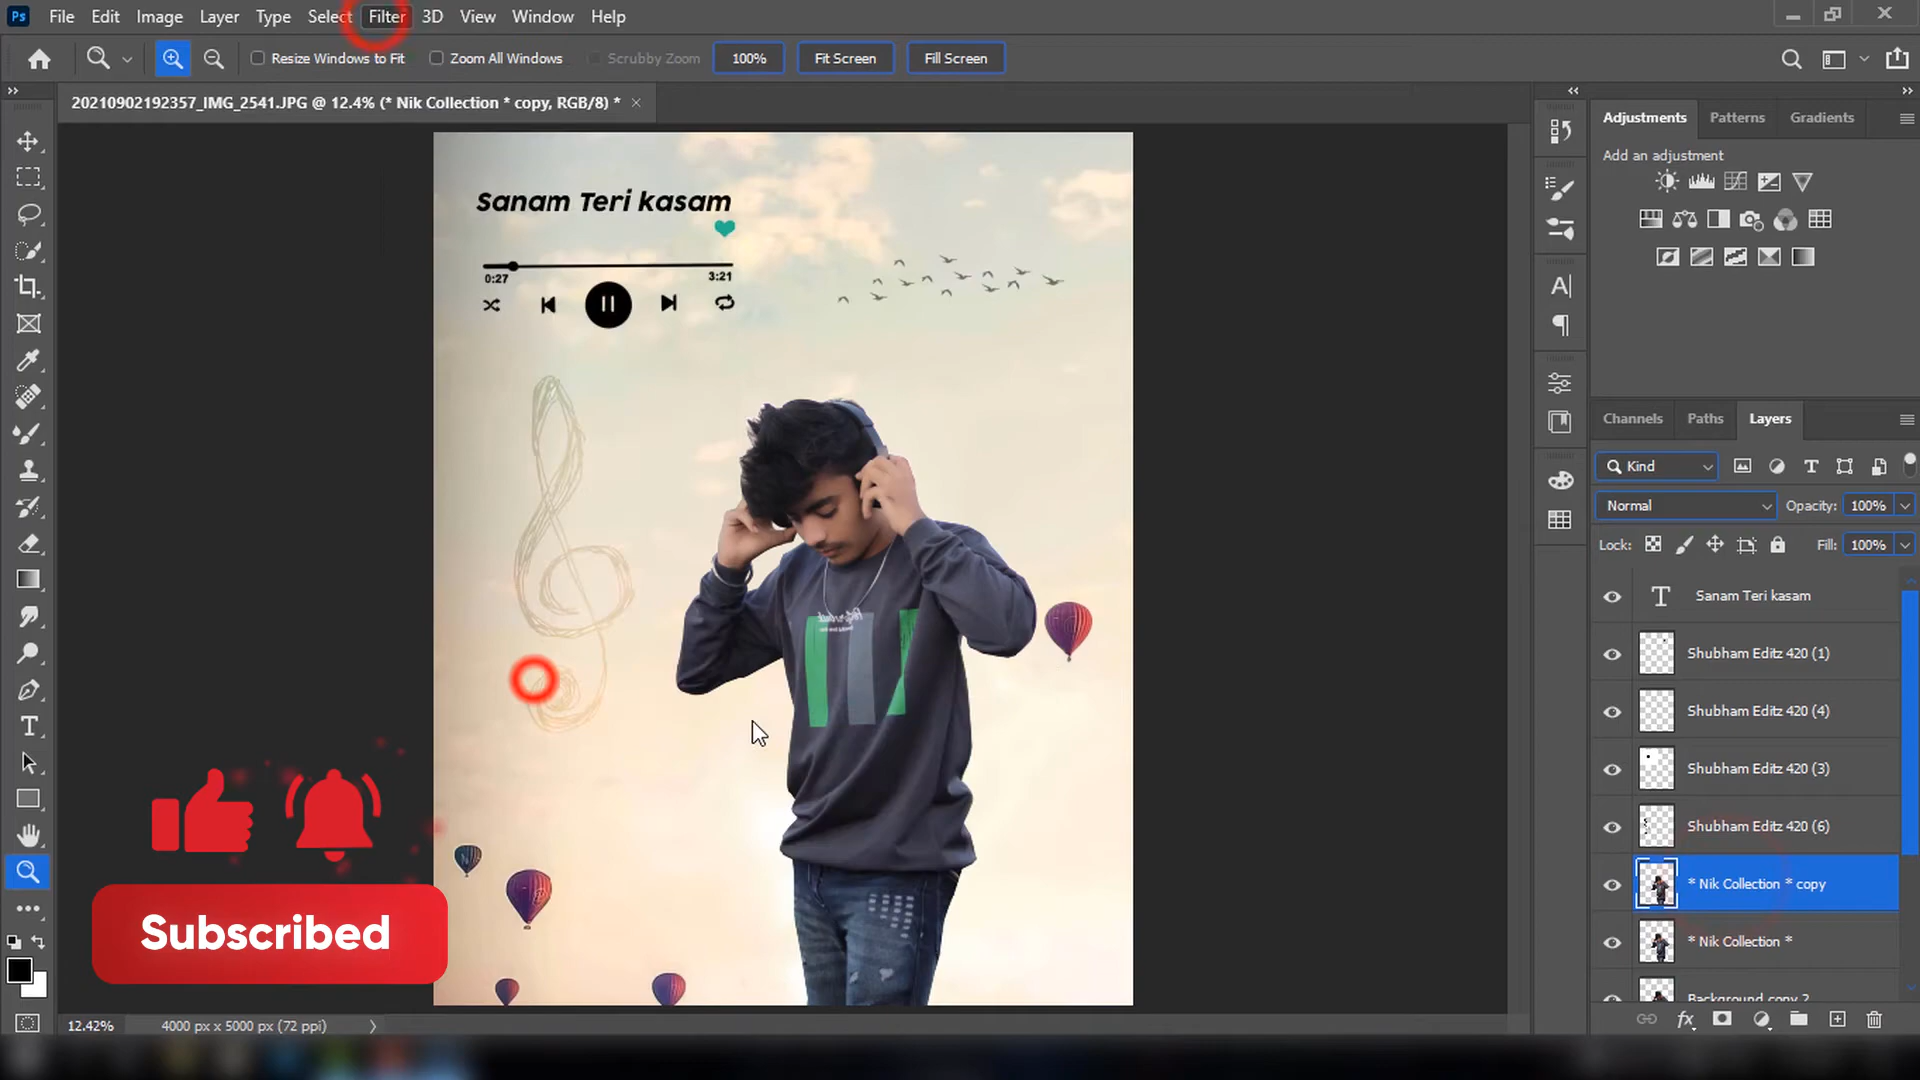 Ps File Edit Image Layer Type Select Filter 3D View Window Help
Resize Windows to Fit Zoom All Windows Scrubby Zoom 100% Fit Screen Fill Screen
20210902192357_IMG_2541.JPG @ 12.4% (* Nik Collection * copy, RGB/8) * ×
Adjustments Patterns Gradients
Add an adjustment
Sanam Teri kasam
0:27 3:21
Channels Paths Layers
Kind
Normal Opacity: 100%
Lock: Fill: 100%
Sanam Teri kasam
Shubham Editz 420 (1)
Shubham Editz 420 (4)
Shubham Editz 420 (3)
Shubham Editz 420 (6)
* Nik Collection * copy
* Nik Collection *
Background copy 2
Subscribed
12.42% 4000 px x 5000 px (72 ppi)